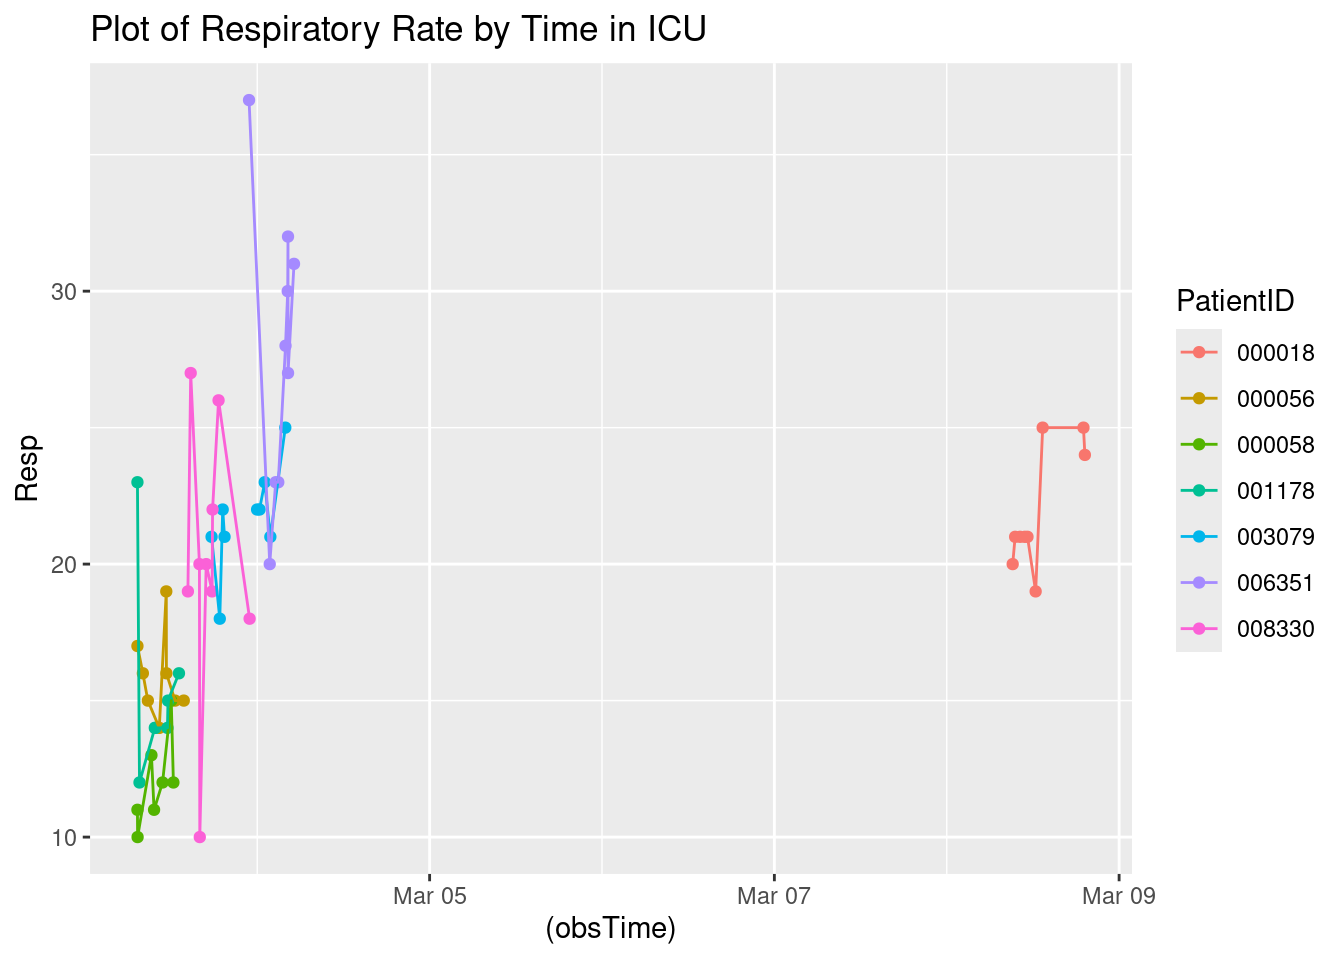 Plot of Respiratory Rate by Time in ICU
Resp
30
20
10
Mar 05
Mar 07
Mar 09
(obsTime)
PatientID
000018
000056
000058
001178
003079
006351
008330